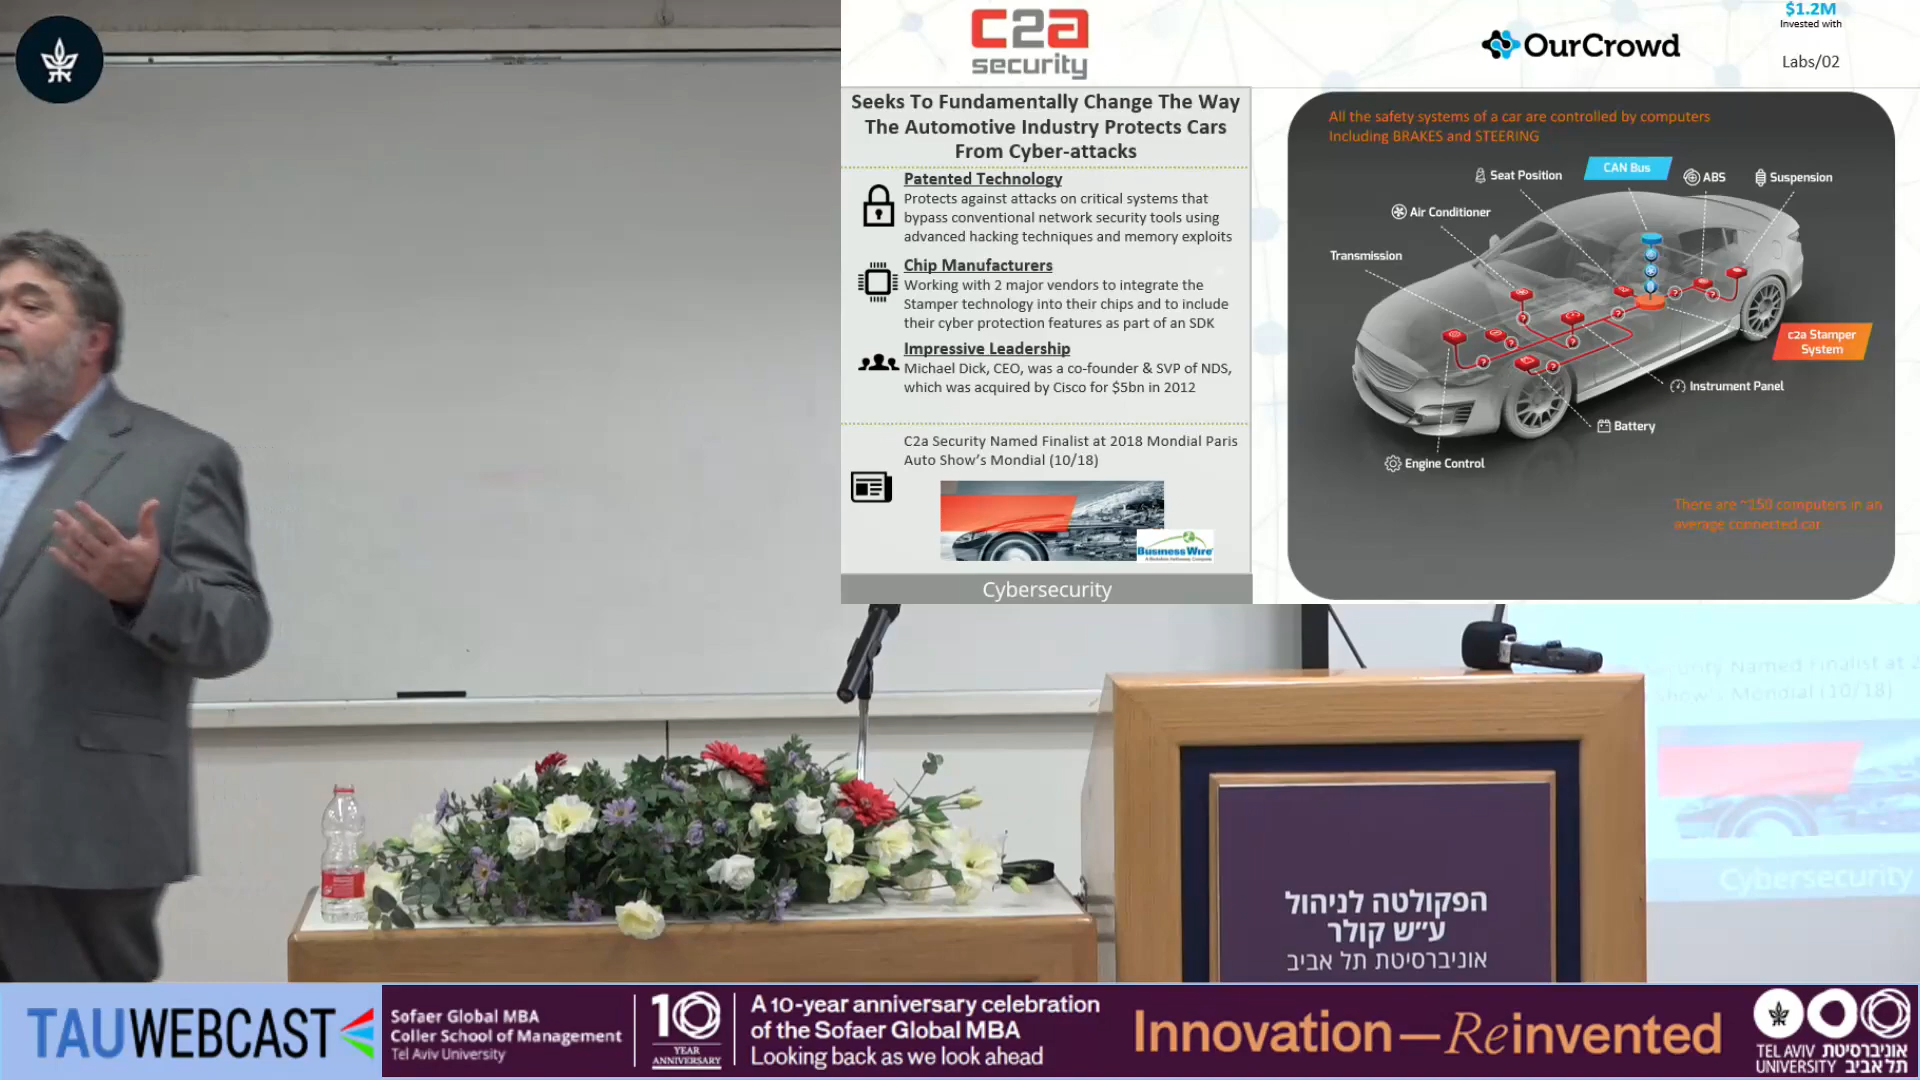 c2a
security
OurCrowd
$1.2M
Invested with
Labs/02
Seeks To Fundamentally Change The Way
The Automotive Industry Protects Cars
From Cyber-attacks
Patented Technology
Protects against attacks on critical systems that
bypass conventional network security tools using
advanced hacking techniques and memory exploits
Chip Manufacturers
Working with 2 major vendors to integrate the
Stamper technology into their chips and to include
their cyber protection features as part of an SDK
Impressive Leadership
Michael Dick, CEO, was a co-founder & SVP of NDS,
which was acquired by Cisco for $5bn in 2012
C2a Security Named Finalist at 2018 Mondial Paris
Auto Show's Mondial (10/18)
BusinessWire
Cybersecurity
All the safety systems of a car are controlled by computers
Including BRAKES and STEERING
CAN Bus
Seat Position
ABS
Suspension
Air Conditioner
Transmission
c2a Stamper
System
Instrument Panel
Battery
Engine Control
There are ~150 computers in an
average connected car
Named Finalist at
Mondial (10/18)
Cybersecurity
הפקולטה לניהול
ע״ש קולר
אוניברסיטת תל אביב
TAUWEBCAST
Sofaer Global MBA
Coller School of Management
Tel Aviv University
10
YEAR
ANNIVERSARY
A 10-year anniversary celebration
of the Sofaer Global MBA
Looking back as we look ahead
Innovation—Reinvented
TEL AVIV אוניברסיטת
UNIVERSITY תל אביב